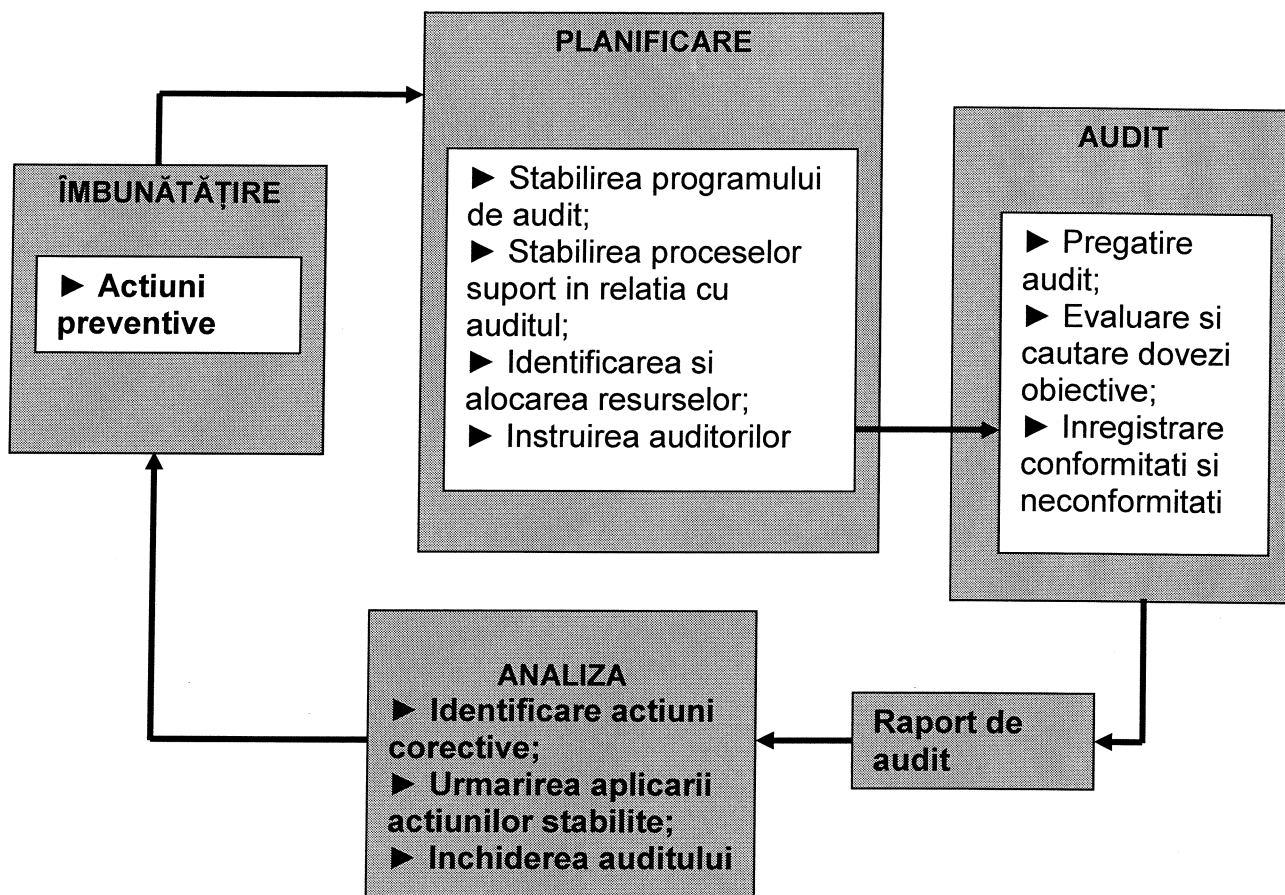 PLANIFICARE
► Stabilirea programului
de audit;
► Stabilirea proceselor
suport in relatia cu
auditul;
► Identificarea si
alocarea resurselor;
► Instruirea auditorilor
AUDIT
► Pregatire
audit;
► Evaluare si
cautare dovezi
obiective;
► Inregistrare
conformitati si
neconformitati
Raport de
audit
ANALIZA
► Identificare actiuni
corective;
► Urmarirea aplicarii
actiunilor stabilite;
► Inchiderea auditului
ÎMBUNĂTĂȚIRE
► Actiuni
preventive